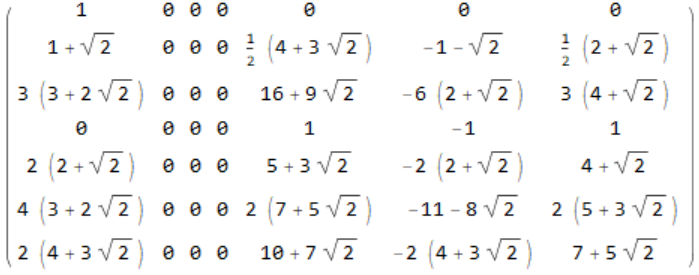 1 0 0 0 0 0 0
1 + √2 0 0 0 1/2 (4 + 3 √2) -1 - √2 1/2 (2 + √2)
3 (3 + 2 √2) 0 0 0 16 + 9 √2 -6 (2 + √2) 3 (4 + √2)
0 0 0 0 1 -1 1
2 (2 + √2) 0 0 0 5 + 3 √2 -2 (2 + √2) 4 + √2
4 (3 + 2 √2) 0 0 0 2 (7 + 5 √2) -11 - 8 √2 2 (5 + 3 √2)
2 (4 + 3 √2) 0 0 0 10 + 7 √2 -2 (4 + 3 √2) 7 + 5 √2